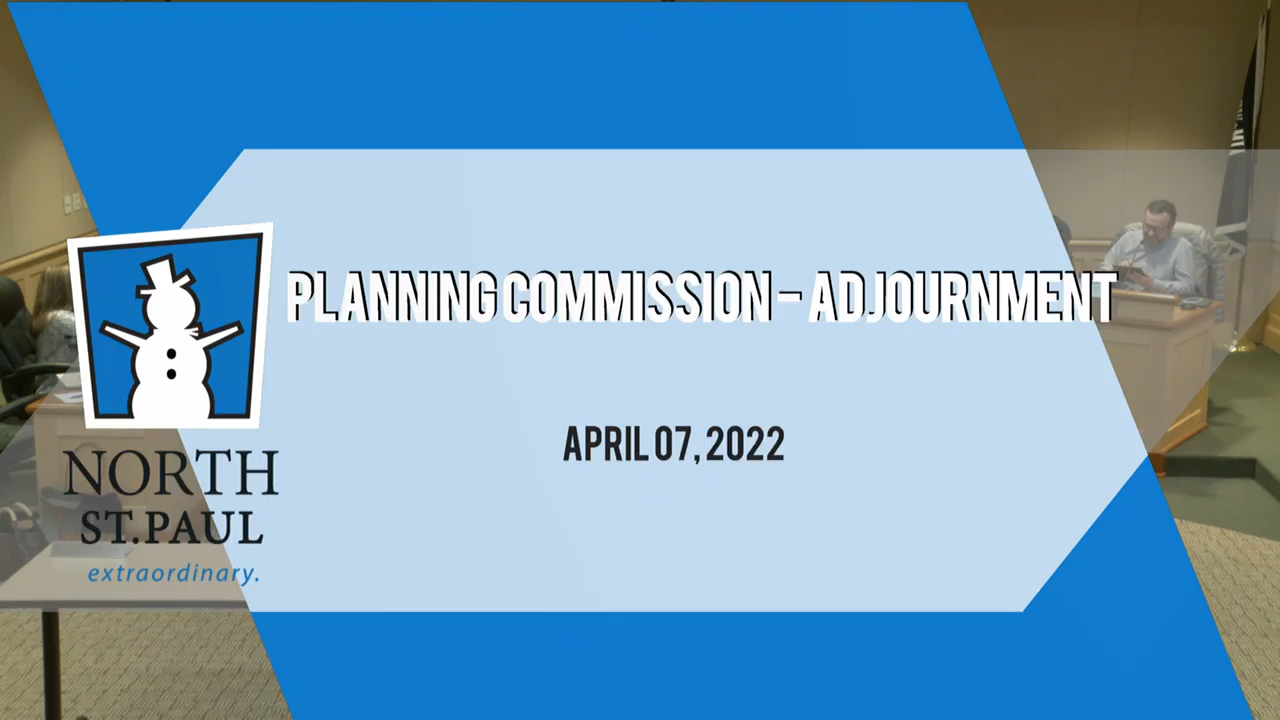 PLANNING COMMISSION - ADJOURNMENT
APRIL 07, 2022
NORTH
ST. PAUL
extraordinary.